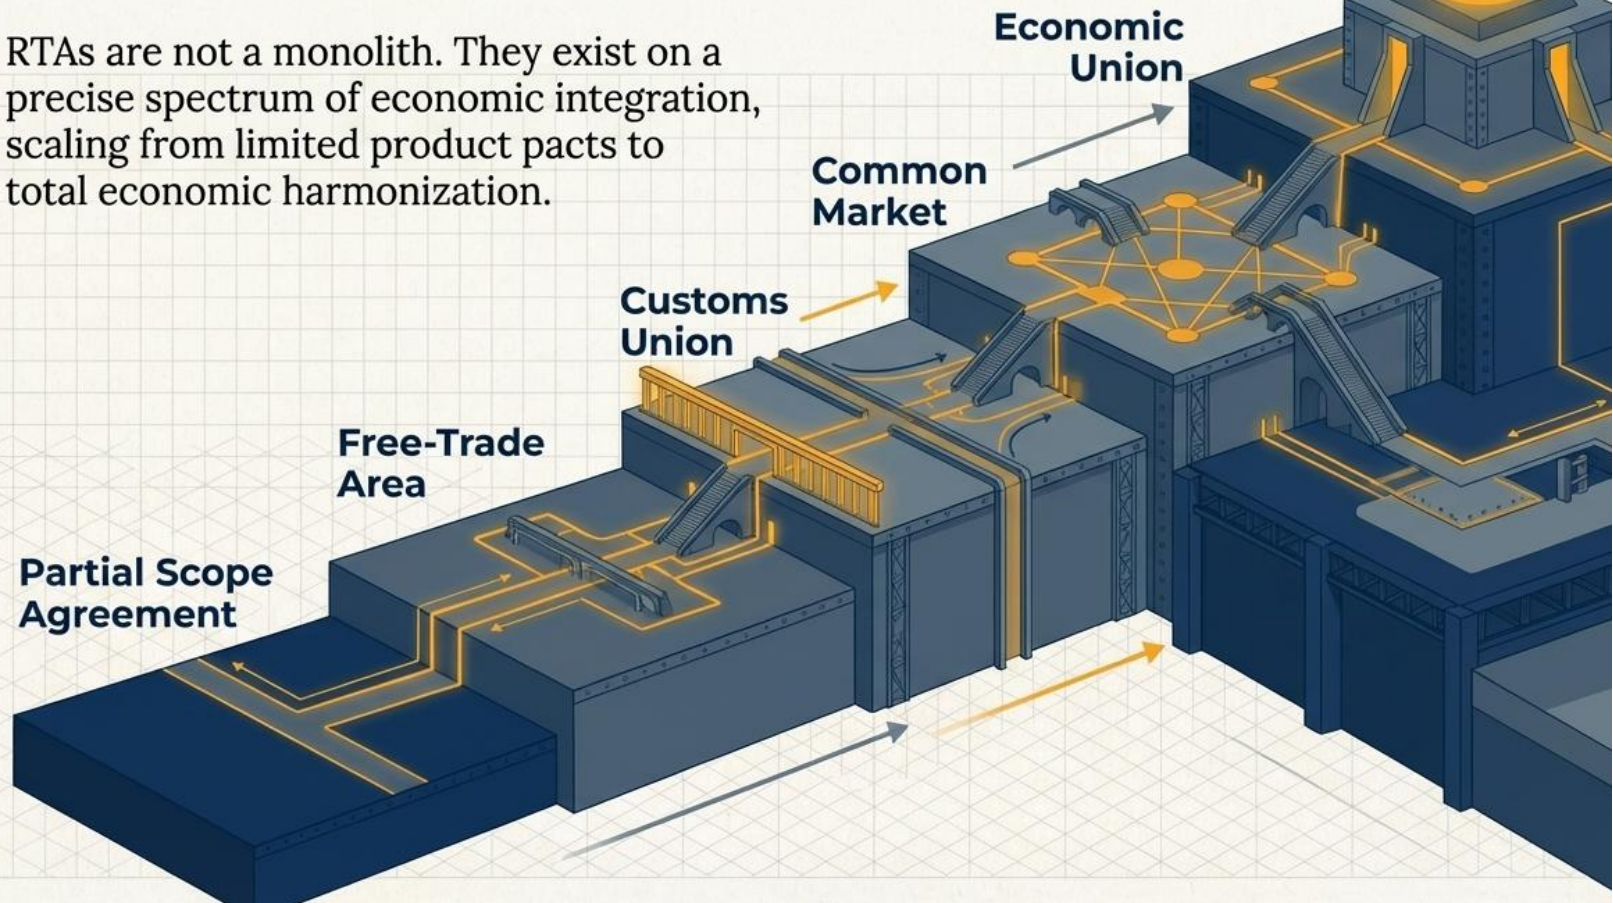 RTAs are not a monolith. They exist on a
precise spectrum of economic integration,
scaling from limited product pacts to
total economic harmonization.
Economic
Union
Common
Market
Customs
Union
Free-Trade
Area
Partial Scope
Agreement